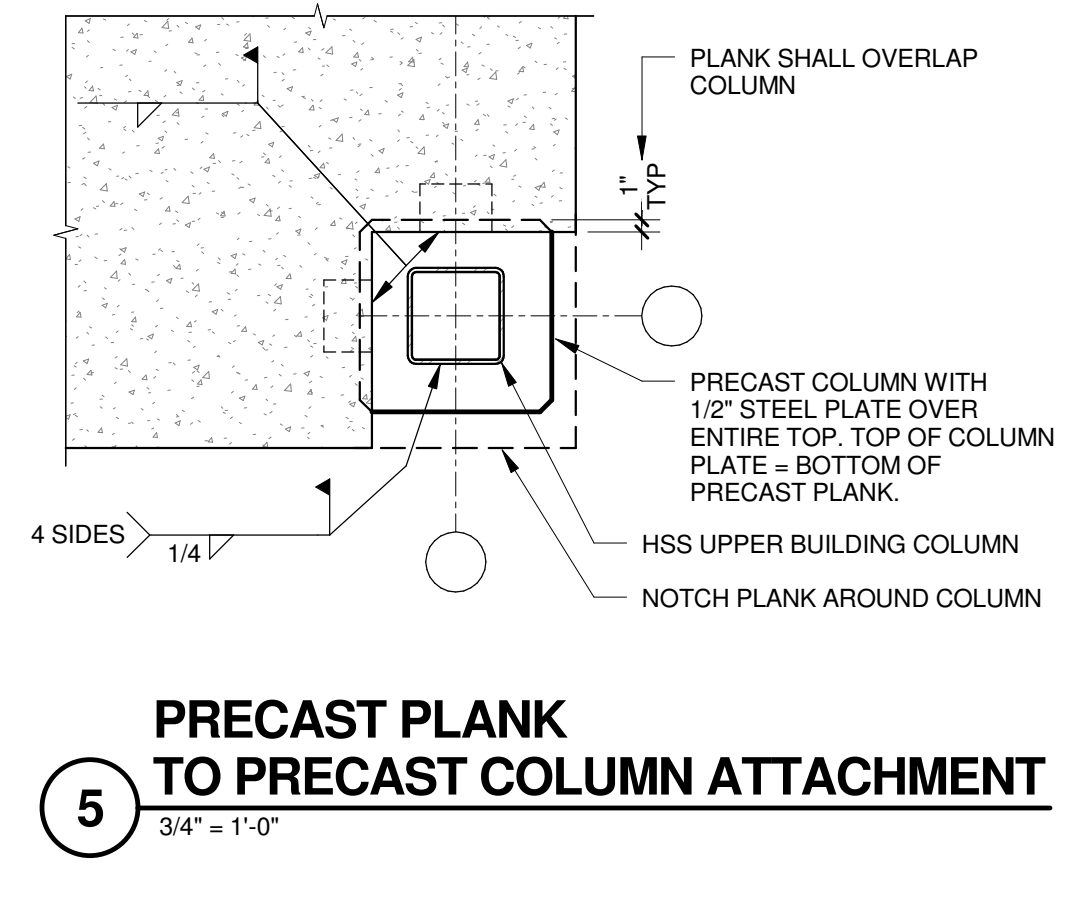 PLANK SHALL OVERLAP
COLUMN
1"
TYP
PRECAST COLUMN WITH
1/2" STEEL PLATE OVER
ENTIRE TOP. TOP OF COLUMN
PLATE = BOTTOM OF
PRECAST PLANK.
4 SIDES
1/4
HSS UPPER BUILDING COLUMN
NOTCH PLANK AROUND COLUMN
PRECAST PLANK
TO PRECAST COLUMN ATTACHMENT
5
3/4" = 1'-0"